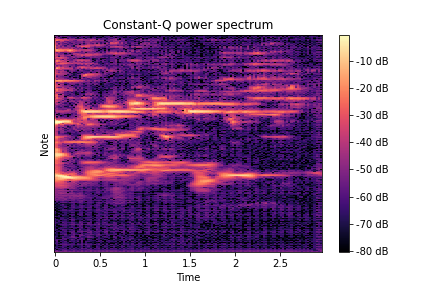 Constant-Q power spectrum
Note
-10 dB
-20 dB
-30 dB
-40 dB
-50 dB
-60 dB
-70 dB
-80 dB
0
0.5
1
1.5
2
2.5
Time